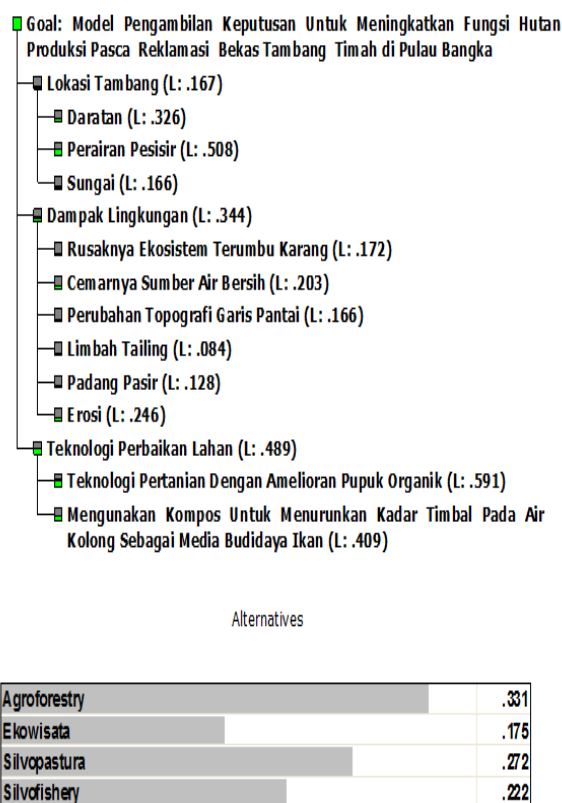 Goal: Model Pengambilan Keputusan Untuk Meningkatkan Fungsi Hutan
Produksi Pasca Reklamasi Bekas Tambang Timah di Pulau Bangka
Lokasi Tambang (L: .167)
Daratan (L: .326)
Perairan Pesisir (L: .508)
Sungai (L: .166)
Dampak Lingkungan (L: .344)
Rusaknya Ekosistem Terumbu Karang (L: .172)
Cemarnya Sumber Air Bersih (L: .203)
Perubahan Topografi Garis Pantai (L: .166)
Limbah Tailing (L: .084)
Padang Pasir (L: .128)
Erosi (L: .246)
Teknologi Perbaikan Lahan (L: .489)
Teknologi Pertanian Dengan Amelioran Pupuk Organik (L: .591)
Mengunakan Kompos Untuk Menurunkan Kadar Timbal Pada Air
Kolong Sebagai Media Budidaya Ikan (L: .409)
Alternatives
Agroforestry .331
Ekowisata .175
Silvopastura .272
Silvofishery .222